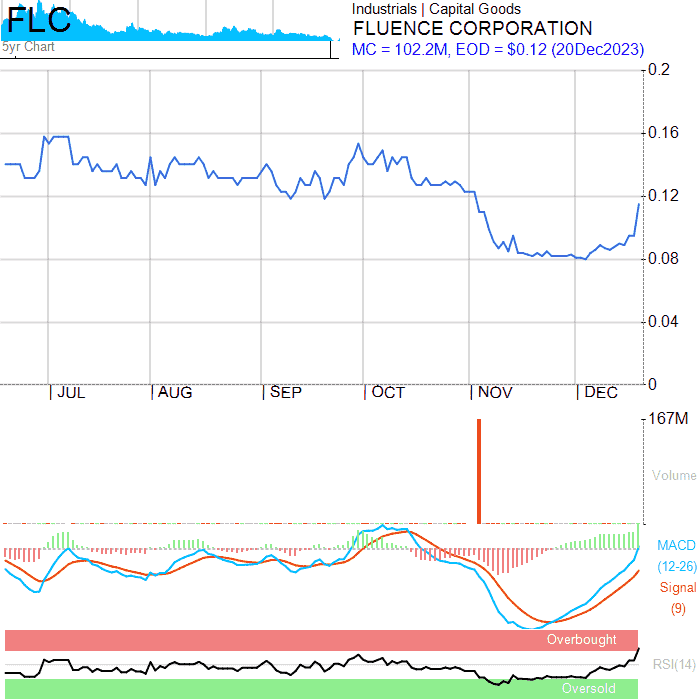 FLC
5yr Chart
Industrials | Capital Goods
FLUENCE CORPORATION
MC = 102.2M, EOD = $0.12 (20Dec2023)
0.2
0.16
0.12
0.08
0.04
0
JUL AUG SEP OCT NOV DEC
167M
Volume
MACD
(12-26)
Signal
(9)
Overbought
RSI(14)
Oversold